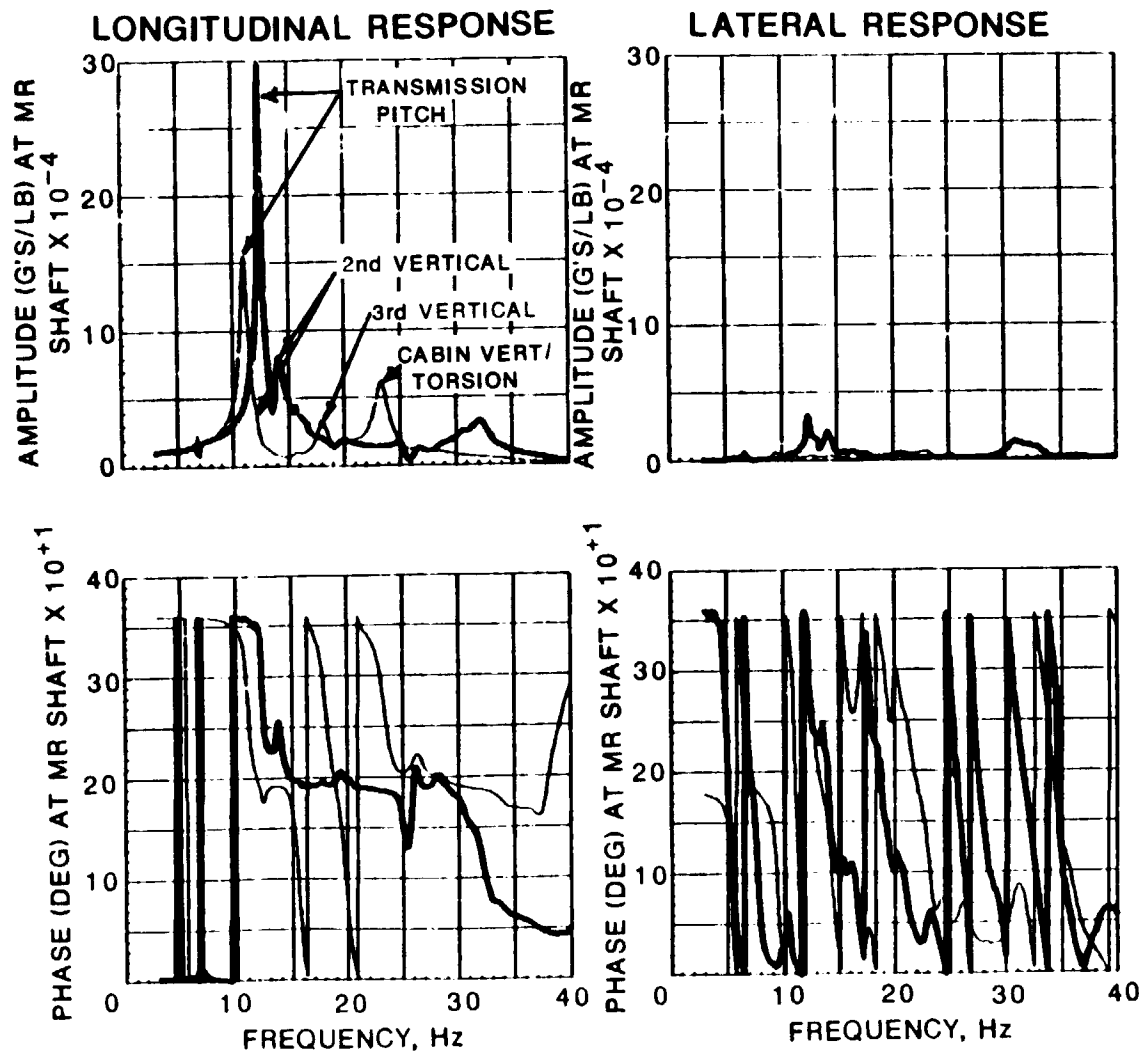 LONGITUDINAL RESPONSE
AMPLITUDE (G'S/LB) AT MR
SHAFT X 10-4
30
20
10
0
TRANSMISSION
PITCH
2nd VERTICAL
3rd VERTICAL
CABIN VERT/
TORSION
LATERAL RESPONSE
AMPLITUDE (G'S/LB) AT MR
SHAFT X 10-4
30
20
10
0
PHASE (DEG) AT MR SHAFT X 10+1
40
30
20
10
0
10
20
30
40
FREQUENCY, Hz
PHASE (DEG) AT MR SHAFT X 10+1
40
30
20
10
0
10
20
30
40
FREQUENCY, Hz